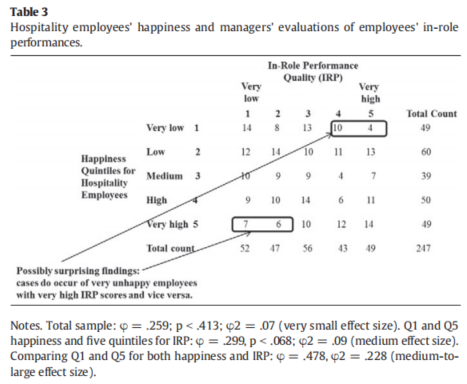 Table 3
Hospitality employees' happiness and managers' evaluations of employees' in-role
performances.
In-Role Performance
Quality (IRP)
Very Very
low high
1 2 3 4 5 Total Count
Very low 1 14 8 13 10 4 49
Low 2 12 14 10 11 13 60
Happiness
Quintiles for
Hospitality
Employees
Medium 3 10 9 9 4 7 39
High 4 9 10 14 6 11 50
Very high 5 7 6 10 12 14 49
Total count 52 47 56 43 49 247
Possibly surprising findings:
cases do occur of very unhappy employees
with very high IRP scores and vice versa.
Notes. Total sample: φ = .259; p < .413; φ2 = .07 (very small effect size). Q1 and Q5
happiness and five quintiles for IRP: φ = .299, p < .068; φ2 = .09 (medium effect size).
Comparing Q1 and Q5 for both happiness and IRP: φ = .478, φ2 = .228 (medium-to-
large effect size).